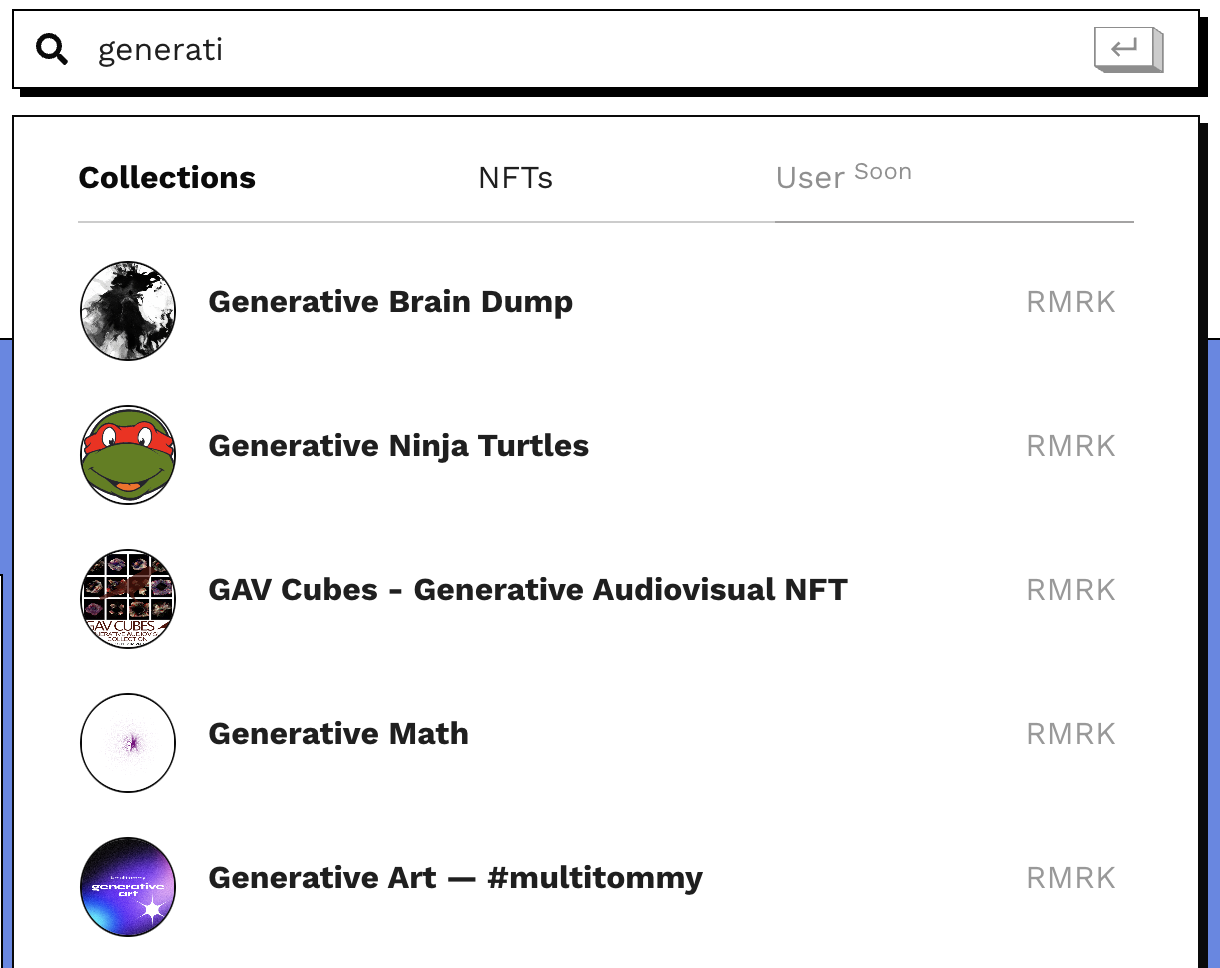 generati
Collections NFTs User Soon
Generative Brain Dump RMRK
Generative Ninja Turtles RMRK
GAV Cubes - Generative Audiovisual NFT RMRK
GAV CUBES
COLLECTION
Generative Math RMRK
Generative Art — #multitommy RMRK
generative
art